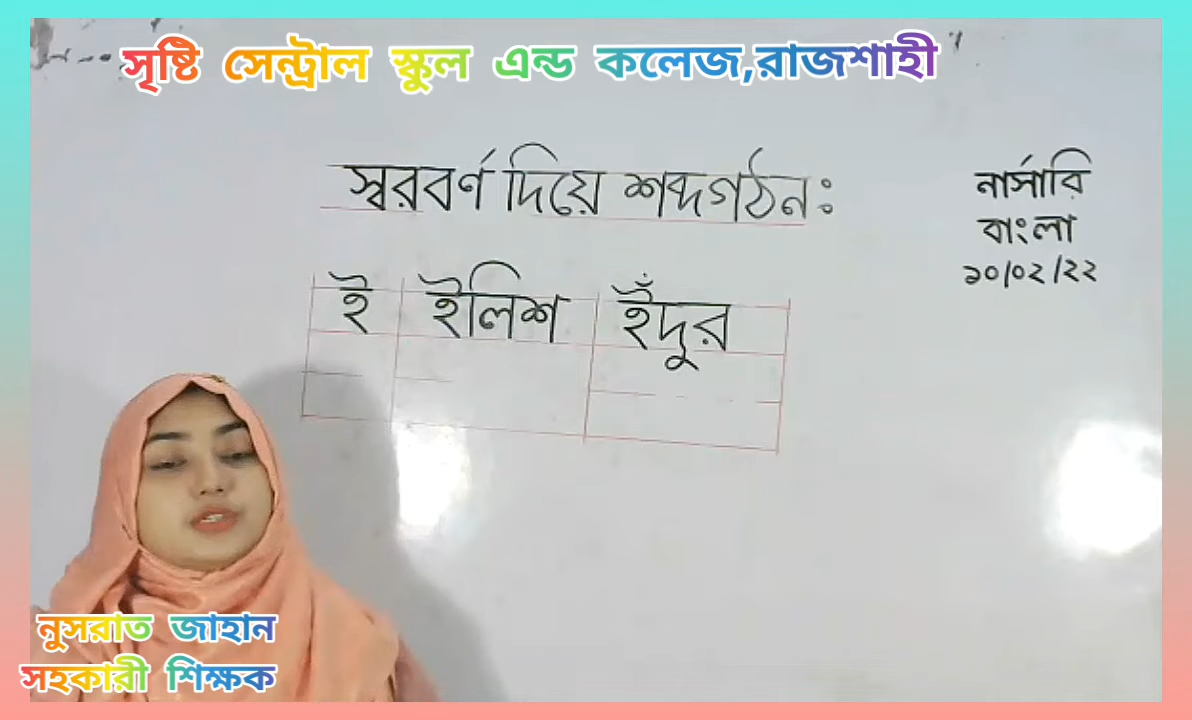 সৃষ্টি সেন্ট্রাল স্কুল এন্ড কলেজ,রাজশাহী
স্বরবর্ণ দিয়ে শব্দগঠন ঃ
নার্সারি
বাংলা
১০/০২/২২
ই ইলিশ ইঁদুর
নুসরাত জাহান
সহকারী শিক্ষক